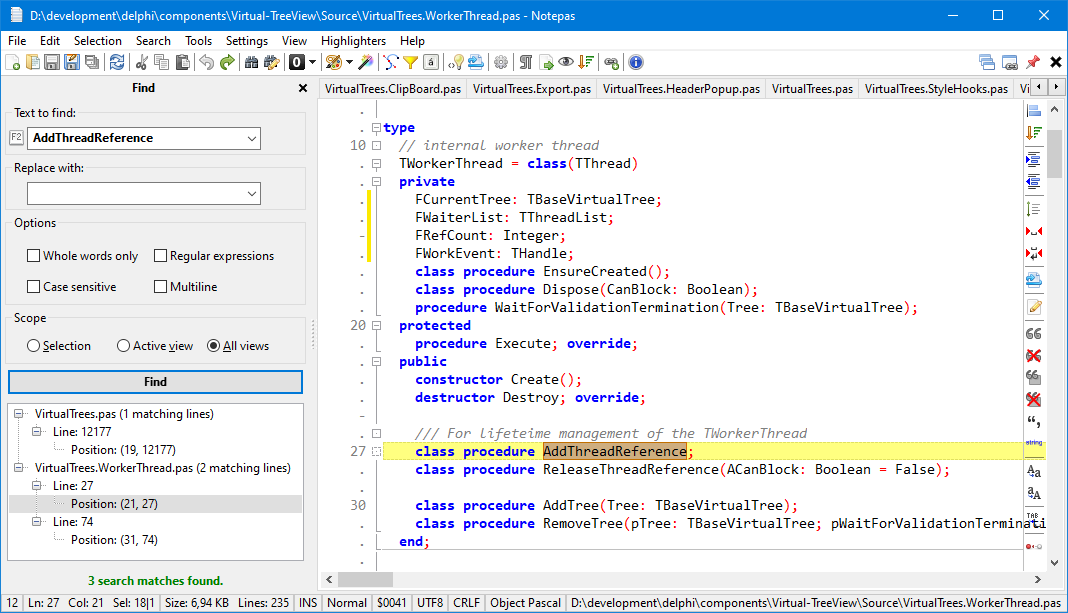 D:\development\delphi\components\Virtual-TreeView\Source\VirtualTrees.WorkerThread.pas - Notepas
File Edit Selection Search Tools Settings View Highlighters Help
0 a
Find
VirtualTrees.ClipBoard.pas VirtualTrees.Export.pas VirtualTrees.HeaderPopup.pas VirtualTrees.pas VirtualTrees.StyleHooks.pas Vi
Text to find:
F2 AddThreadReference
Replace with:
Options
Whole words only Regular expressions
Case sensitive Multiline
Scope
Selection Active view All views
Find
VirtualTrees.pas (1 matching lines)
Line: 12177
Position: (19, 12177)
VirtualTrees.WorkerThread.pas (2 matching lines)
Line: 27
Position: (21, 27)
Line: 74
Position: (31, 74)
3 search matches found.
type
10 // internal worker thread
TWorkerThread = class(TThread)
private
FCurrentTree: TBaseVirtualTree;
FWaiterList: TThreadList;
FRefCount: Integer;
FWorkEvent: THandle;
class procedure EnsureCreated();
class procedure Dispose(CanBlock: Boolean);
procedure WaitForValidationTermination(Tree: TBaseVirtualTree);
20 protected
procedure Execute; override;
public
constructor Create();
destructor Destroy; override;
/// For lifeteime management of the TWorkerThread
27 class procedure AddThreadReference;
class procedure ReleaseThreadReference(ACanBlock: Boolean = False);
30 class procedure AddTree(Tree: TBaseVirtualTree);
class procedure RemoveTree(pTree: TBaseVirtualTree; pWaitForValidationTerminati
end;
string
Aa
aA
TAB
12 Ln: 27 Col: 21 Sel: 18|1 Size: 6,94 KB Lines: 235 INS Normal $0041 UTF8 CRLF Object Pascal D:\development\delphi\components\Virtual-TreeView\Source\VirtualTrees.WorkerThread.pas